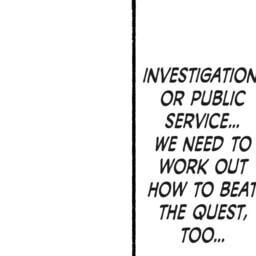 INVESTIGATION
OR PUBLIC
SERVICE...
WE NEED TO
WORK OUT
HOW TO BEAT
THE QUEST,
TOO...